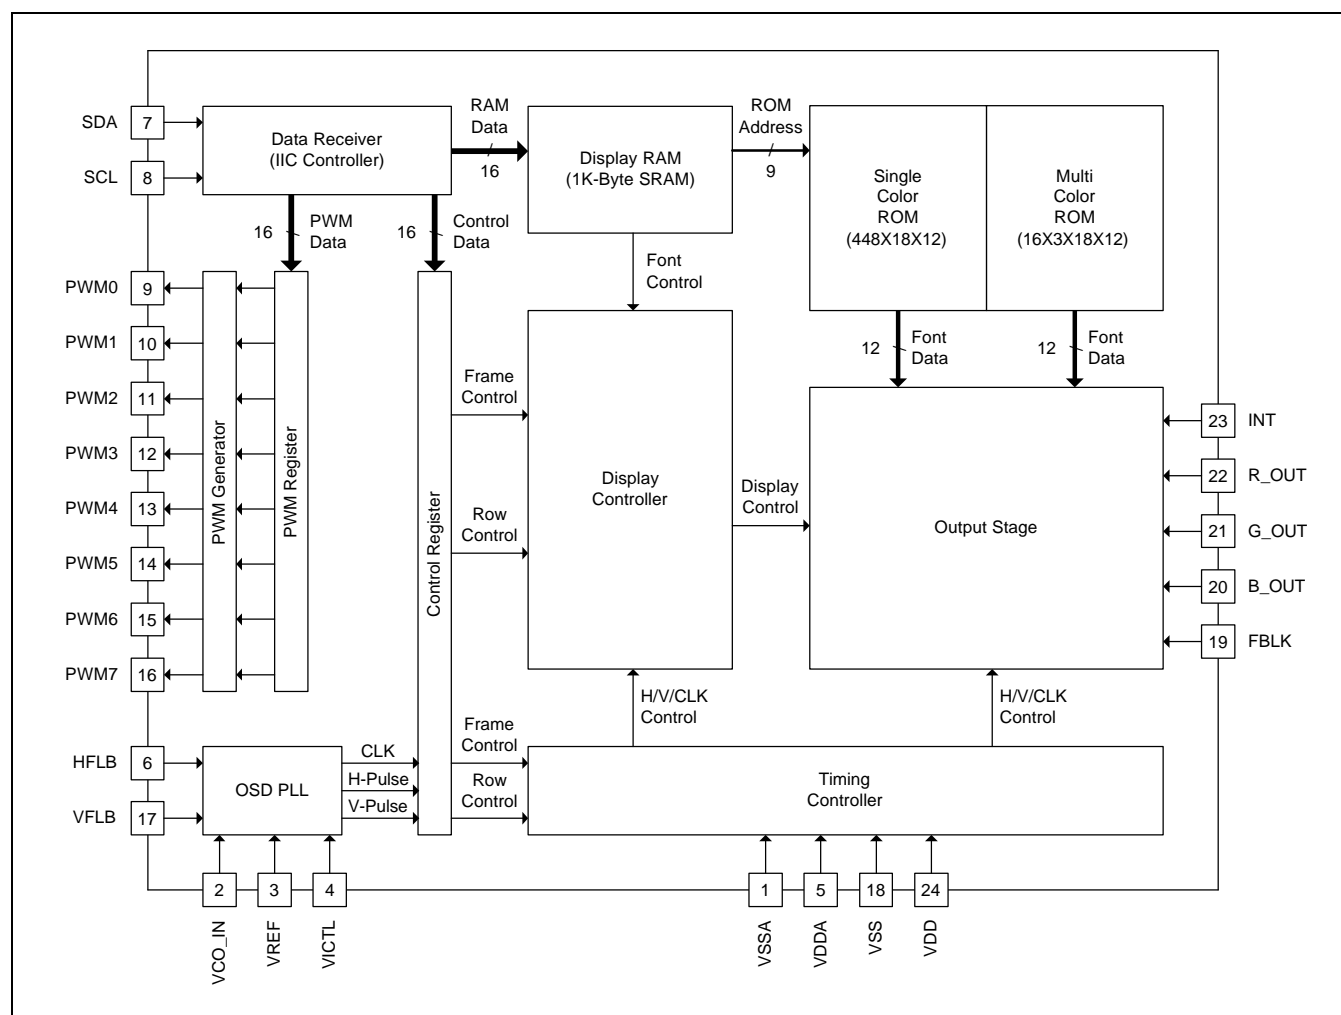 SDA
7
SCL
8
Data Receiver
(IIC Controller)
RAM
Data
16
Display RAM
(1K-Byte SRAM)
ROM
Address
9
Single
Color
ROM
(448X18X12)
Multi
Color
ROM
(16X3X18X12)
16
PWM
Data
16
Control
Data
Font
Control
12
Font
Data
12
Font
Data
PWM0
9
PWM1
10
PWM2
11
PWM3
12
PWM4
13
PWM5
14
PWM6
15
PWM7
16
PWM Generator
PWM Register
Control Register
Frame
Control
Row
Control
Display
Controller
Display
Control
Output Stage
23
INT
22
R_OUT
21
G_OUT
20
B_OUT
19
FBLK
H/V/CLK
Control
H/V/CLK
Control
HFLB
6
VFLB
17
OSD PLL
CLK
H-Pulse
V-Pulse
Frame
Control
Row
Control
Timing
Controller
2
3
4
1
5
18
24
VCO_IN
VREF
VICTL
VSSA
VDDA
VSS
VDD